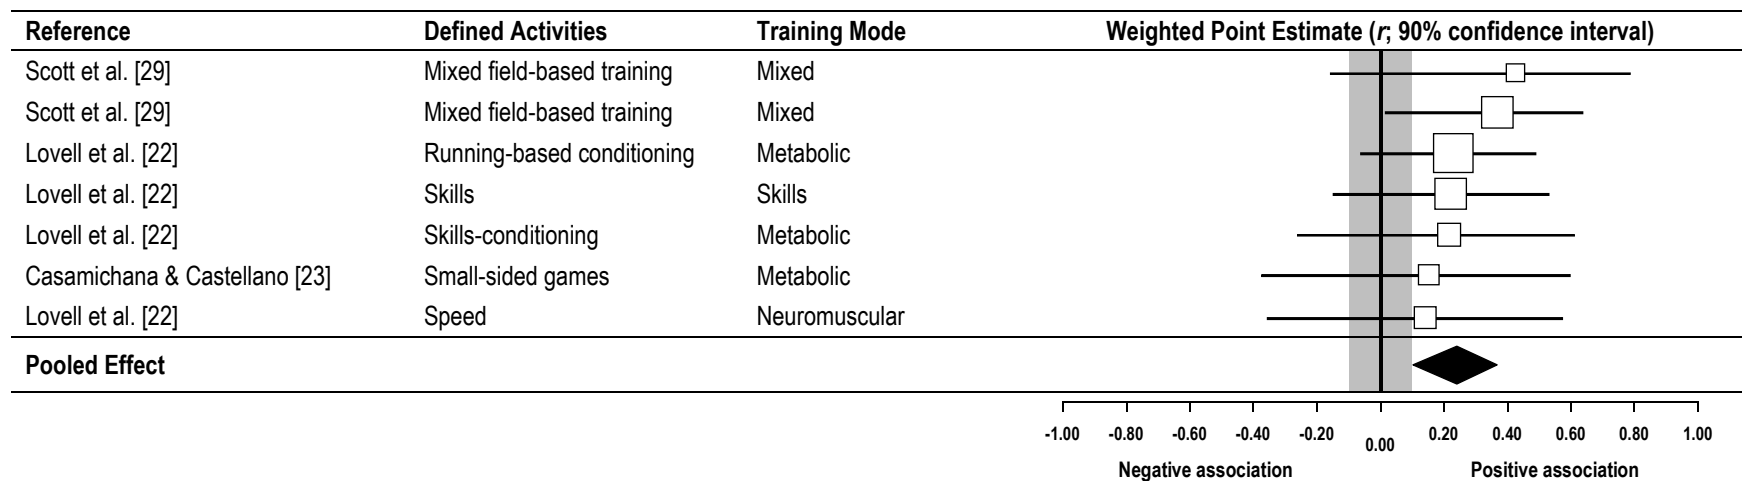 Reference Defined Activities Training Mode Weighted Point Estimate (r; 90% confidence interval)
Scott et al. [29] Mixed field-based training Mixed
Scott et al. [29] Mixed field-based training Mixed
Lovell et al. [22] Running-based conditioning Metabolic
Lovell et al. [22] Skills Skills
Lovell et al. [22] Skills-conditioning Metabolic
Casamichana & Castellano [23] Small-sided games Metabolic
Lovell et al. [22] Speed Neuromuscular
Pooled Effect
-1.00 -0.80 -0.60 -0.40 -0.20 0.00 0.20 0.40 0.60 0.80 1.00
Negative association Positive association